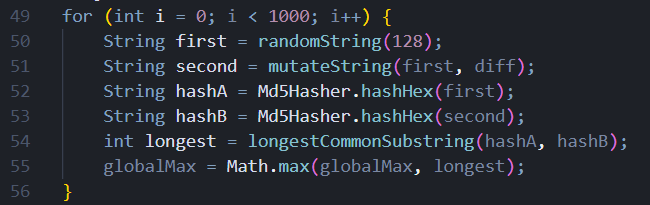 49 for (int i = 0; i < 1000; i++) {
50 String first = randomString(128);
51 String second = mutateString(first, diff);
52 String hashA = Md5Hasher.hashHex(first);
53 String hashB = Md5Hasher.hashHex(second);
54 int longest = longestCommonSubstring(hashA, hashB);
55 globalMax = Math.max(globalMax, longest);
56 }